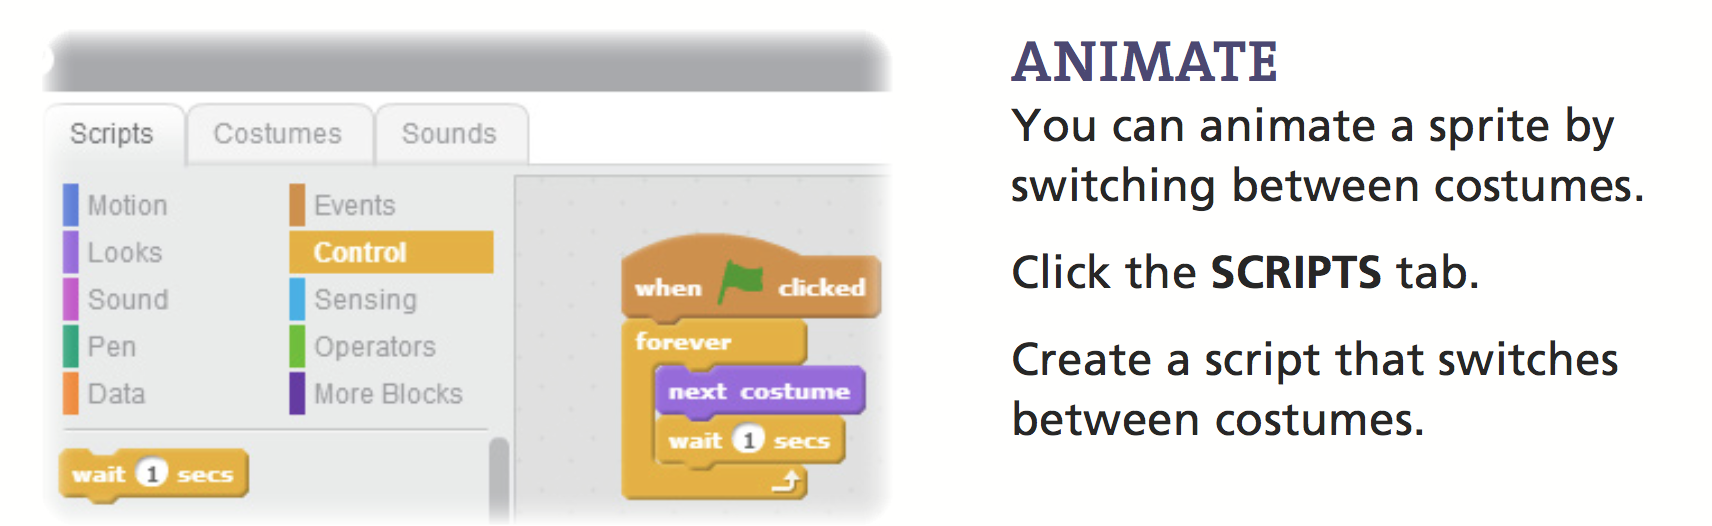 Scripts
Costumes
Sounds
Motion
Looks
Sound
Pen
Data
Events
Control
Sensing
Operators
More Blocks
wait 1 secs
when clicked
forever
next costume
wait 1 secs
ANIMATE
You can animate a sprite by
switching between costumes.
Click the SCRIPTS tab.
Create a script that switches
between costumes.